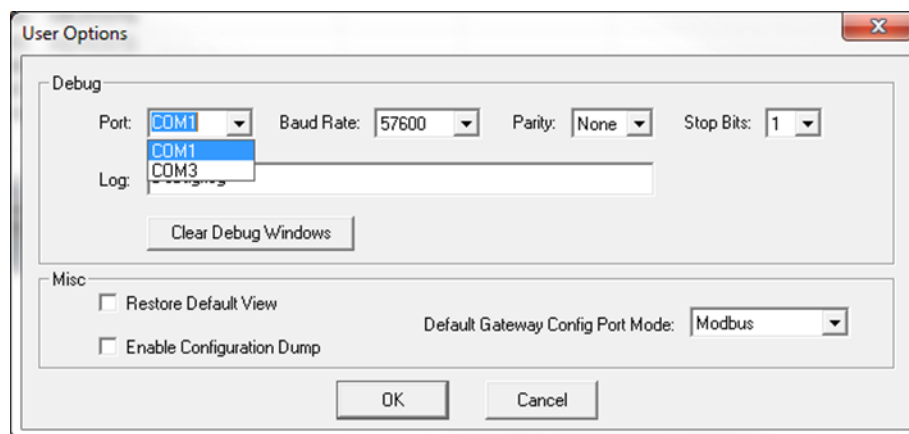 User Options
Debug
Port: COM1 Baud Rate: 57600 Parity: None Stop Bits: 1
COM1
COM3
Log:
Clear Debug Windows
Misc
Restore Default View
Default Gateway Config Port Mode: Modbus
Enable Configuration Dump
OK Cancel